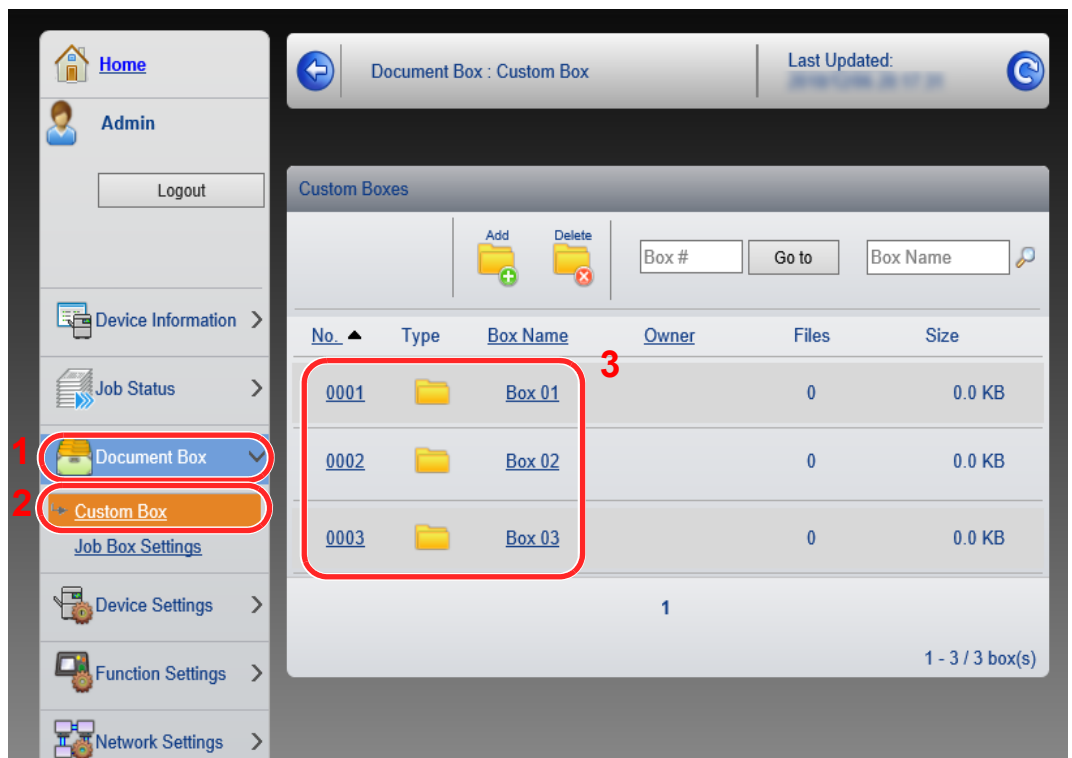 Home
Admin
Logout
Device Information
Job Status
1
Document Box
2
Custom Box
Job Box Settings
Device Settings
Function Settings
Network Settings
Document Box : Custom Box
Last Updated:
Custom Boxes
Add Delete
Box # Go to Box Name
No. Type Box Name Owner Files Size
3
0001 Box 01 0 0.0 KB
0002 Box 02 0 0.0 KB
0003 Box 03 0 0.0 KB
1
1 - 3 / 3 box(s)